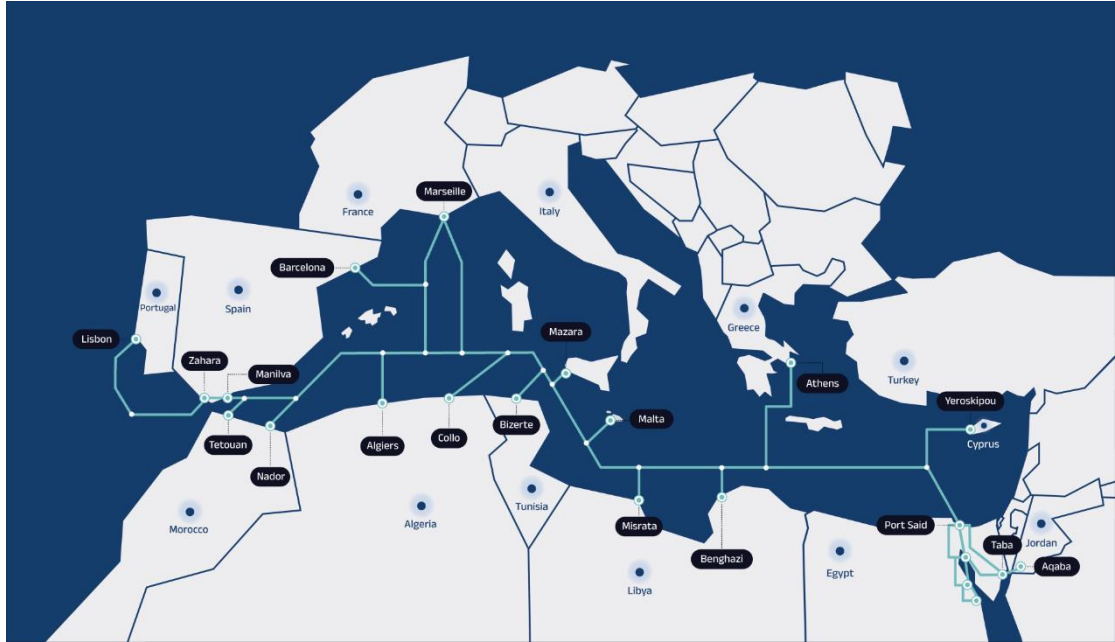 Marseille
France
Italy
Barcelona
Portugal
Spain
Lisbon
Mazara
Greece
Zahara
Manilva
Athens
Turkey
Yeroskipou
Malta
Cyprus
Tetouan
Algiers
Collo
Bizerte
Nador
Tunisia
Morocco
Algeria
Misrata
Port Said
Jordan
Taba
Benghazi
Aqaba
Egypt
Libya